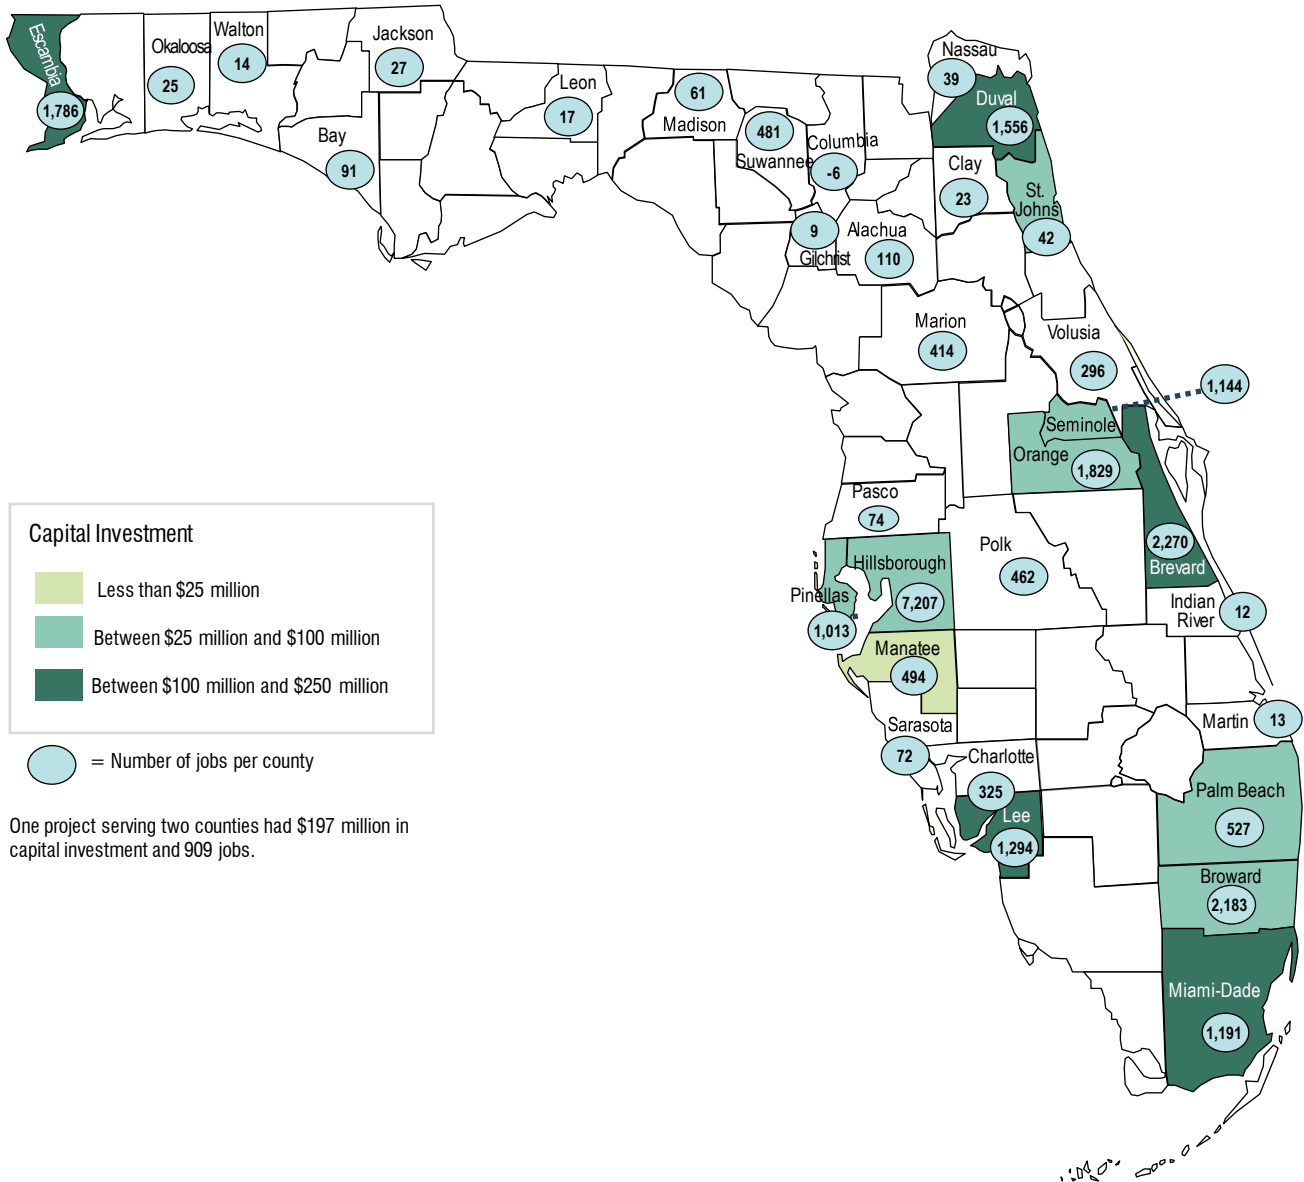 Escambia
1,786
Okaloosa
25
Walton
14
Jackson
27
Bay
91
Leon
17
61
Madison
481
Suwannee
Columbia
-6
9
Gilchrist
Alachua
110
Nassau
39
Duval
1,556
Clay
23
St.
Johns
42
Marion
414
Volusia
296
1,144
Seminole
Orange
1,829
Pasco
74
Hillsborough
7,207
Pinellas
1,013
Polk
462
2,270
Brevard
Indian
River
12
Manatee
494
Sarasota
72
Charlotte
325
Lee
1,294
Martin
13
Palm Beach
527
Broward
2,183
Miami-Dade
1,191
Capital Investment
Less than $25 million
Between $25 million and $100 million
Between $100 million and $250 million
= Number of jobs per county
One project serving two counties had $197 million in
capital investment and 909 jobs.